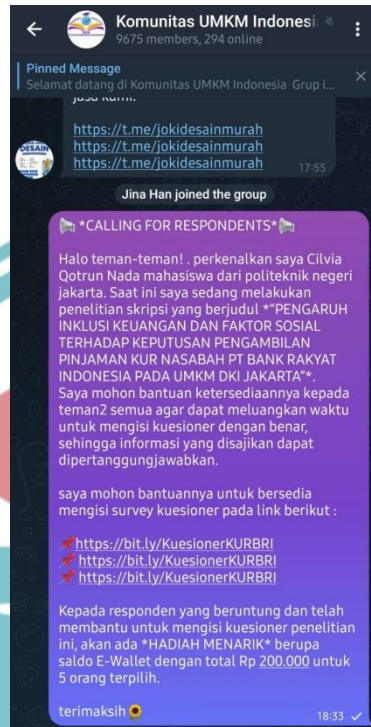 Komunitas UMKM Indonesi
9675 members, 294 online
Pinned Message
Selamat datang di Komunitas UMKM Indonesia Grup i...
jasa kami.
https://t.me/jokidesainmurah
https://t.me/jokidesainmurah
https://t.me/jokidesainmurah
17:55
DESAIN
Jina Han joined the group
*CALLING FOR RESPONDENTS*
Halo teman-teman! . perkenalkan saya Cilvia
Qotrun Nada mahasiswa dari politeknik negeri
jakarta. Saat ini saya sedang melakukan
penelitian skripsi yang berjudul *"PENGARUH
INKLUSI KEUANGAN DAN FAKTOR SOSIAL
TERHADAP KEPUTUSAN PENGAMBILAN
PINJAMAN KUR NASABAH PT BANK RAKYAT
INDONESIA PADA UMKM DKI JAKARTA"*.
Saya mohon bantuan ketersediaannya kepada
teman2 semua agar dapat meluangkan waktu
untuk mengisi kuesioner dengan benar,
sehingga informasi yang disajikan dapat
dipertanggungjawabkan.
saya mohon bantuannya untuk bersedia
mengisi survey kuesioner pada link berikut :
https://bit.ly/KuesionerKURBRI
https://bit.ly/KuesionerKURBRI
https://bit.ly/KuesionerKURBRI
Kepada responden yang beruntung dan telah
membantu untuk mengisi kuesioner penelitian
ini, akan ada *HADIAH MENARIK* berupa
saldo E-Wallet dengan total Rp 200.000 untuk
5 orang terpilih.
terimaksih
18:33